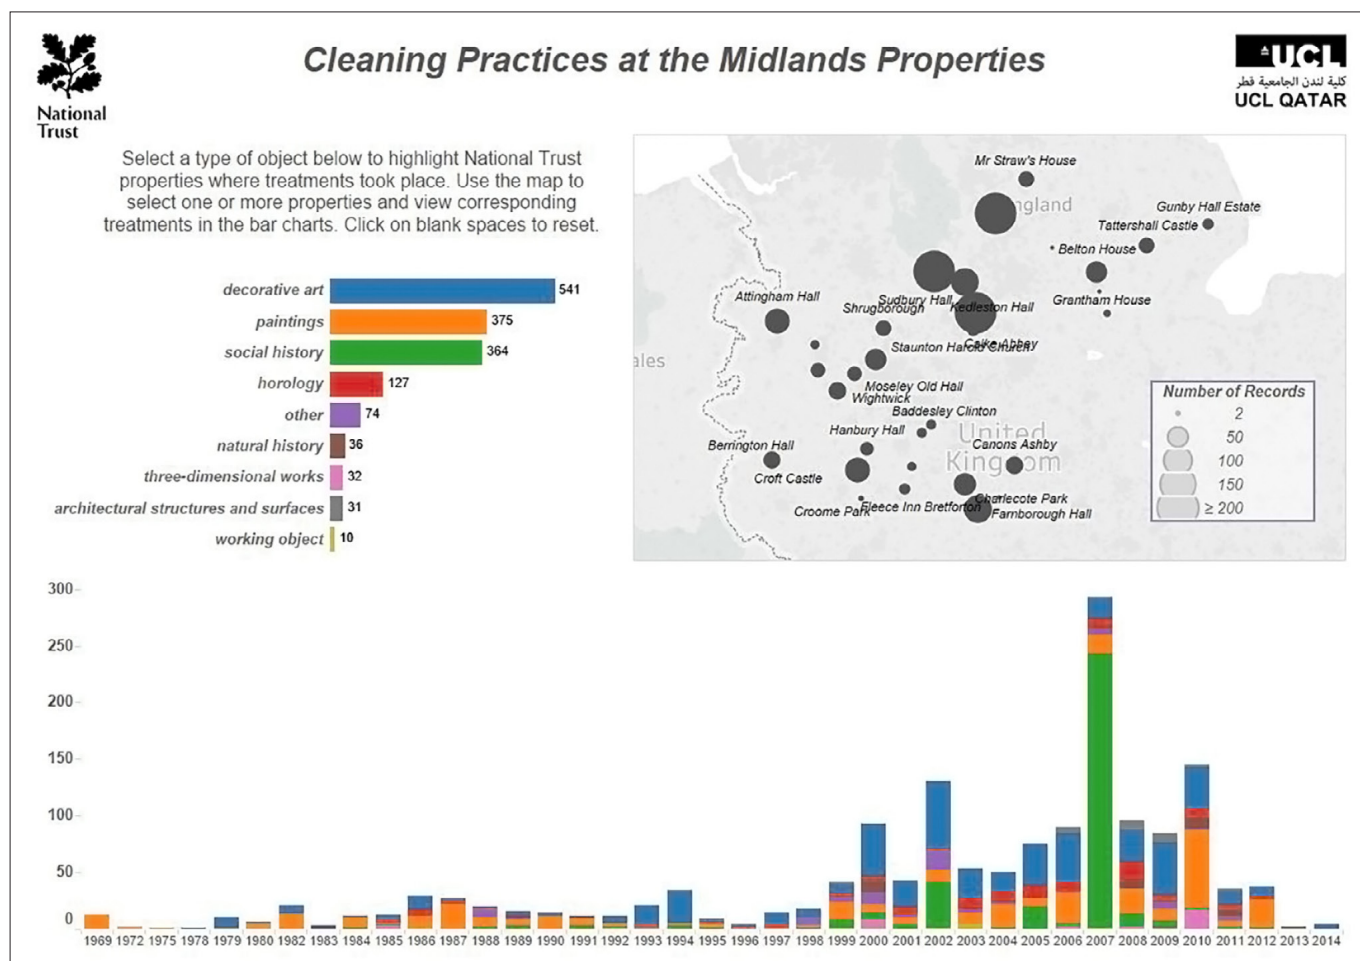 National
Trust
Cleaning Practices at the Midlands Properties
UCL
كلية لندن الجامعية قطر
UCL QATAR
Select a type of object below to highlight National Trust
properties where treatments took place. Use the map to
select one or more properties and view corresponding
treatments in the bar charts. Click on blank spaces to reset.
decorative art 541
paintings 375
social history 364
horology 127
other 74
natural history 36
three-dimensional works 32
architectural structures and surfaces 31
working object 10
Mr Straw's House
ngland
Gunby Hall Estate
Tattershall Castle
Belton House
Attingham Hall
Sudbury Hall
Kedleston Hall
Grantham House
Shrugborough
Calke Abbey
Staunton Harold Church
ales
Moseley Old Hall
Wightwick
Baddesley Clinton
Hanbury Hall
United
Kingdom
Canons Ashby
Berrington Hall
Croft Castle
Charlecote Park
Croome Park
Fleece Inn Bretforton
Farnborough Hall
Number of Records
2
50
100
150
≥ 200
300
250
200
150
100
50
0
1969 1972 1975 1978 1979 1980 1982 1983 1984 1985 1986 1987 1988 1989 1990 1991 1992 1993 1994 1995 1996 1997 1998 1999 2000 2001 2002 2003 2004 2005 2006 2007 2008 2009 2010 2011 2012 2013 2014